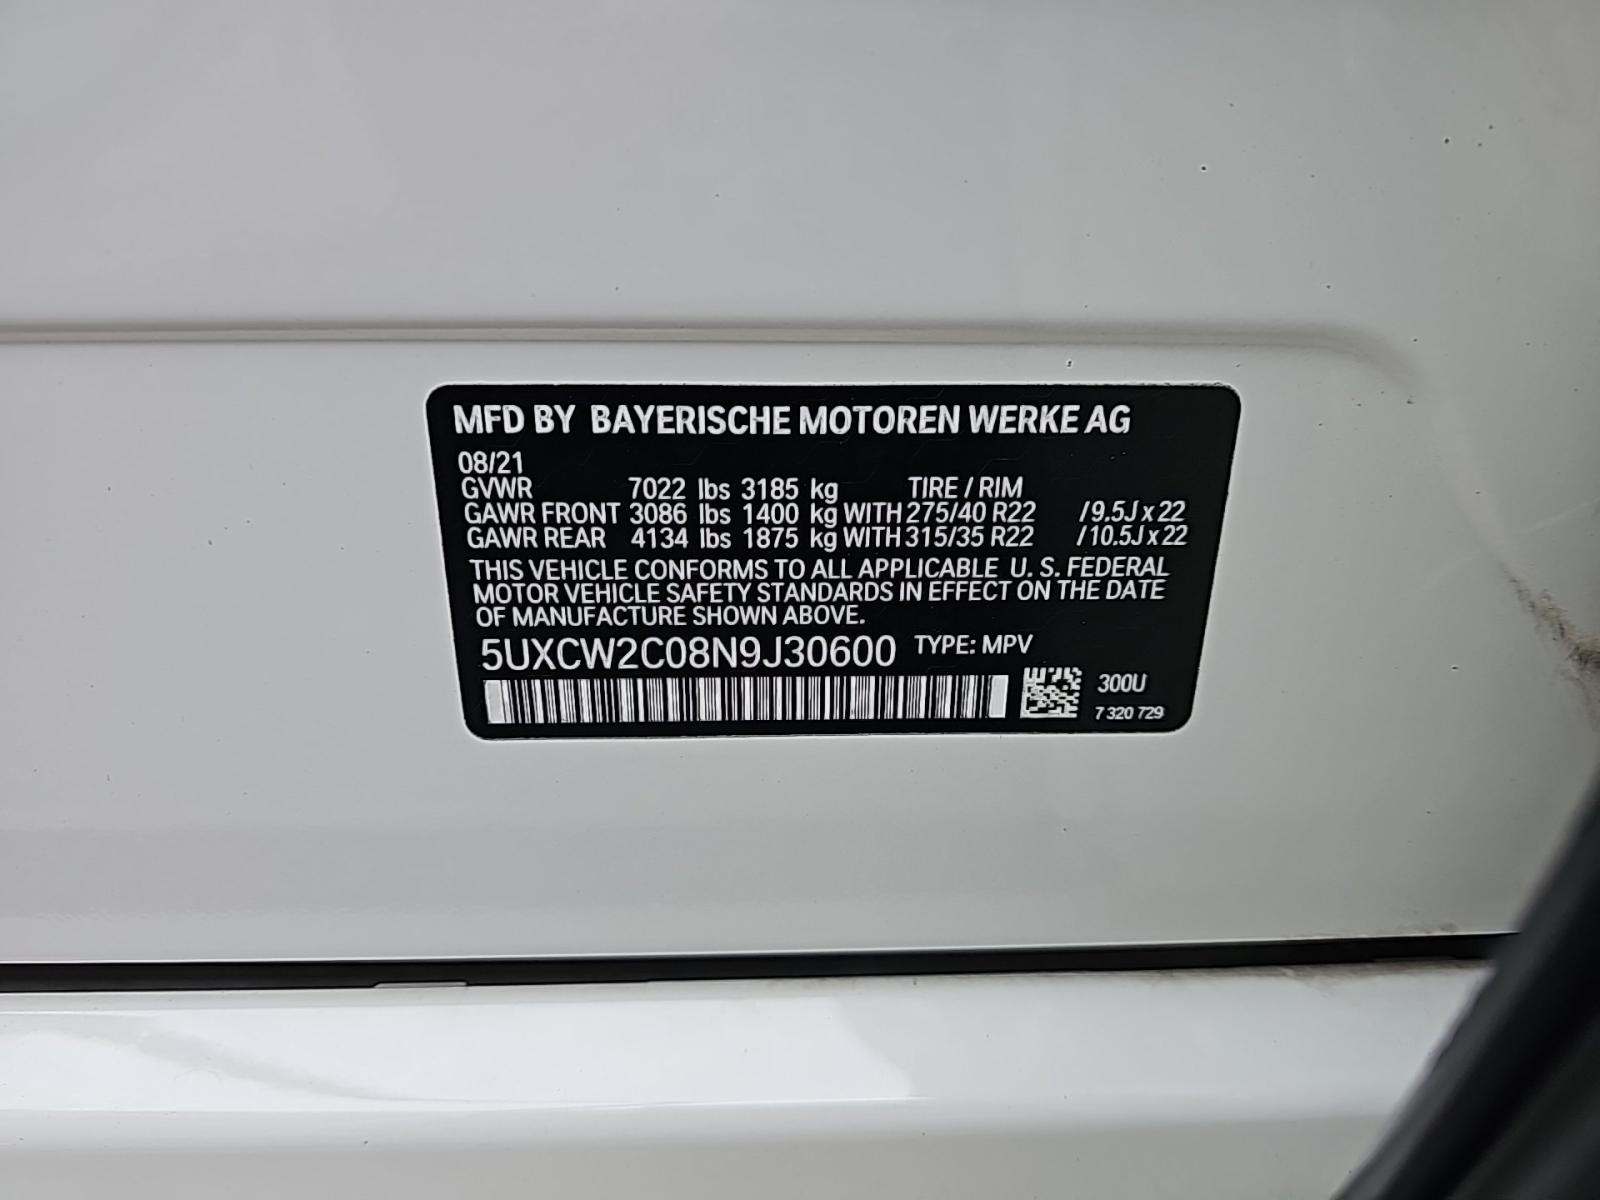 MFD BY BAYERISCHE MOTOREN WERKE AG
08/21
GVWR 7022 lbs 3185 kg TIRE / RIM
GAWR FRONT 3086 lbs 1400 kg WITH 275/40 R22 /9.5J x 22
GAWR REAR 4134 lbs 1875 kg WITH 315/35 R22 /10.5J x 22
THIS VEHICLE CONFORMS TO ALL APPLICABLE U. S. FEDERAL
MOTOR VEHICLE SAFETY STANDARDS IN EFFECT ON THE DATE
OF MANUFACTURE SHOWN ABOVE.
5UXCW2C08N9J30600 TYPE: MPV
300U
7 320 729